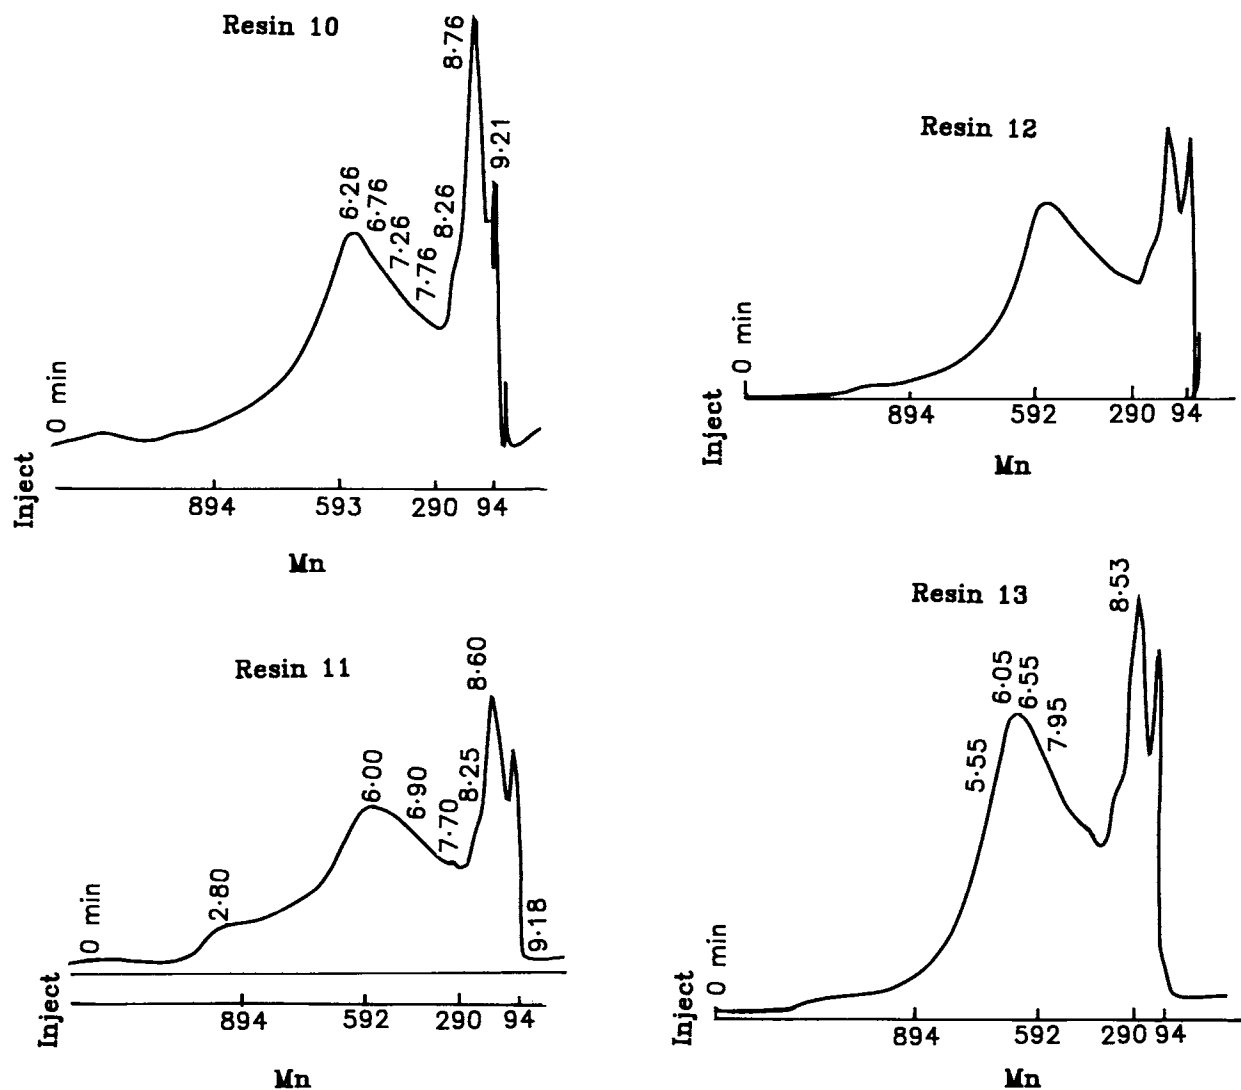 Resin 10
8·76
9·21
6·26
6·76
7·26
7·76
8·26
0 min
Inject
894 593 290 94
Mn
Resin 12
0 min
Inject
894 592 290 94
Mn
Resin 11
8·60
8·25
7·70
6·90
6·00
2·80
9·18
0 min
Inject
894 592 290 94
Mn
Resin 13
8·53
6·05
6·55
7·95
5·55
0 min
Inject
894 592 290 94
Mn